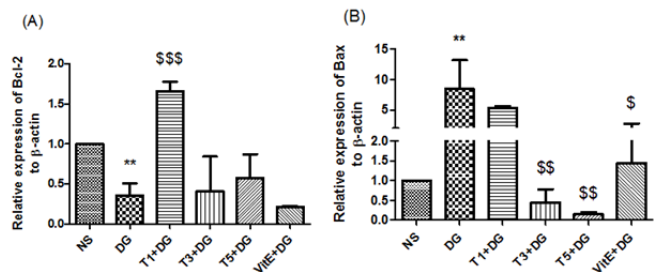 (A)
Relative expression of Bcl-2
to β-actin
2.0
1.5
1.0
0.5
0.0
**
$$$
NS
DG
T1+DG
T3+DG
T5+DG
VitE+DG
(B)
Relative expression of Bax
to β-actin
15
10
5
2.0
1.5
1.0
0.5
0.0
**
$$
$$
$
NS
DG
T1+DG
T3+DG
T5+DG
VitE+DG